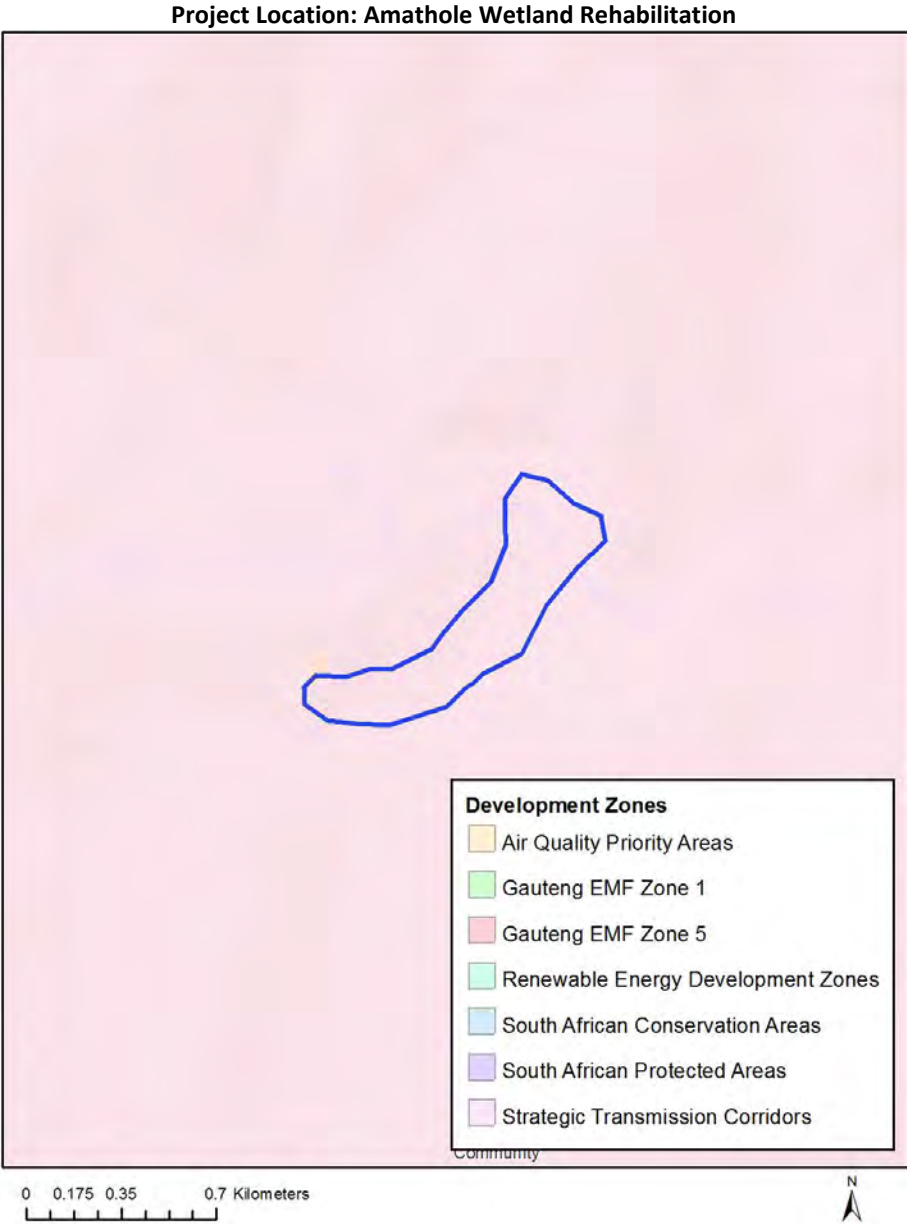 Project Location: Amathole Wetland Rehabilitation
Development Zones
Air Quality Priority Areas
Gauteng EMF Zone 1
Gauteng EMF Zone 5
Renewable Energy Development Zones
South African Conservation Areas
South African Protected Areas
Strategic Transmission Corridors
Community
0 0.175 0.35 0.7 Kilometers
N